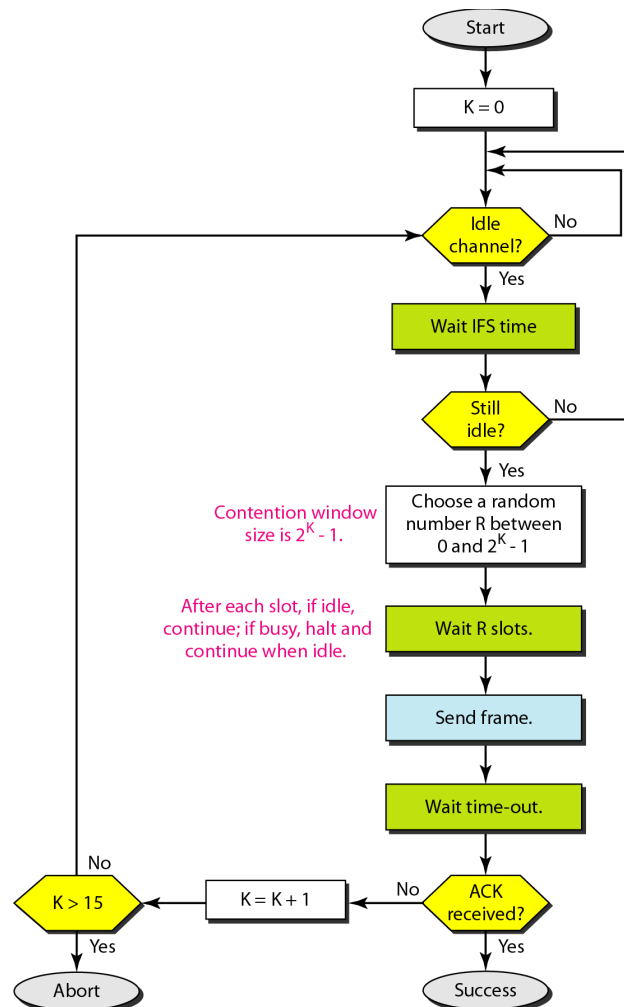 Start
K = 0
Idle
channel?
No
Yes
Wait IFS time
Still
idle?
No
Yes
Contention window
size is 2^K - 1.
Choose a random
number R between
0 and 2^K - 1
After each slot, if idle,
continue; if busy, halt and
continue when idle.
Wait R slots.
Send frame.
Wait time-out.
ACK
received?
No
K = K + 1
K > 15
No
Yes
Abort
Yes
Success